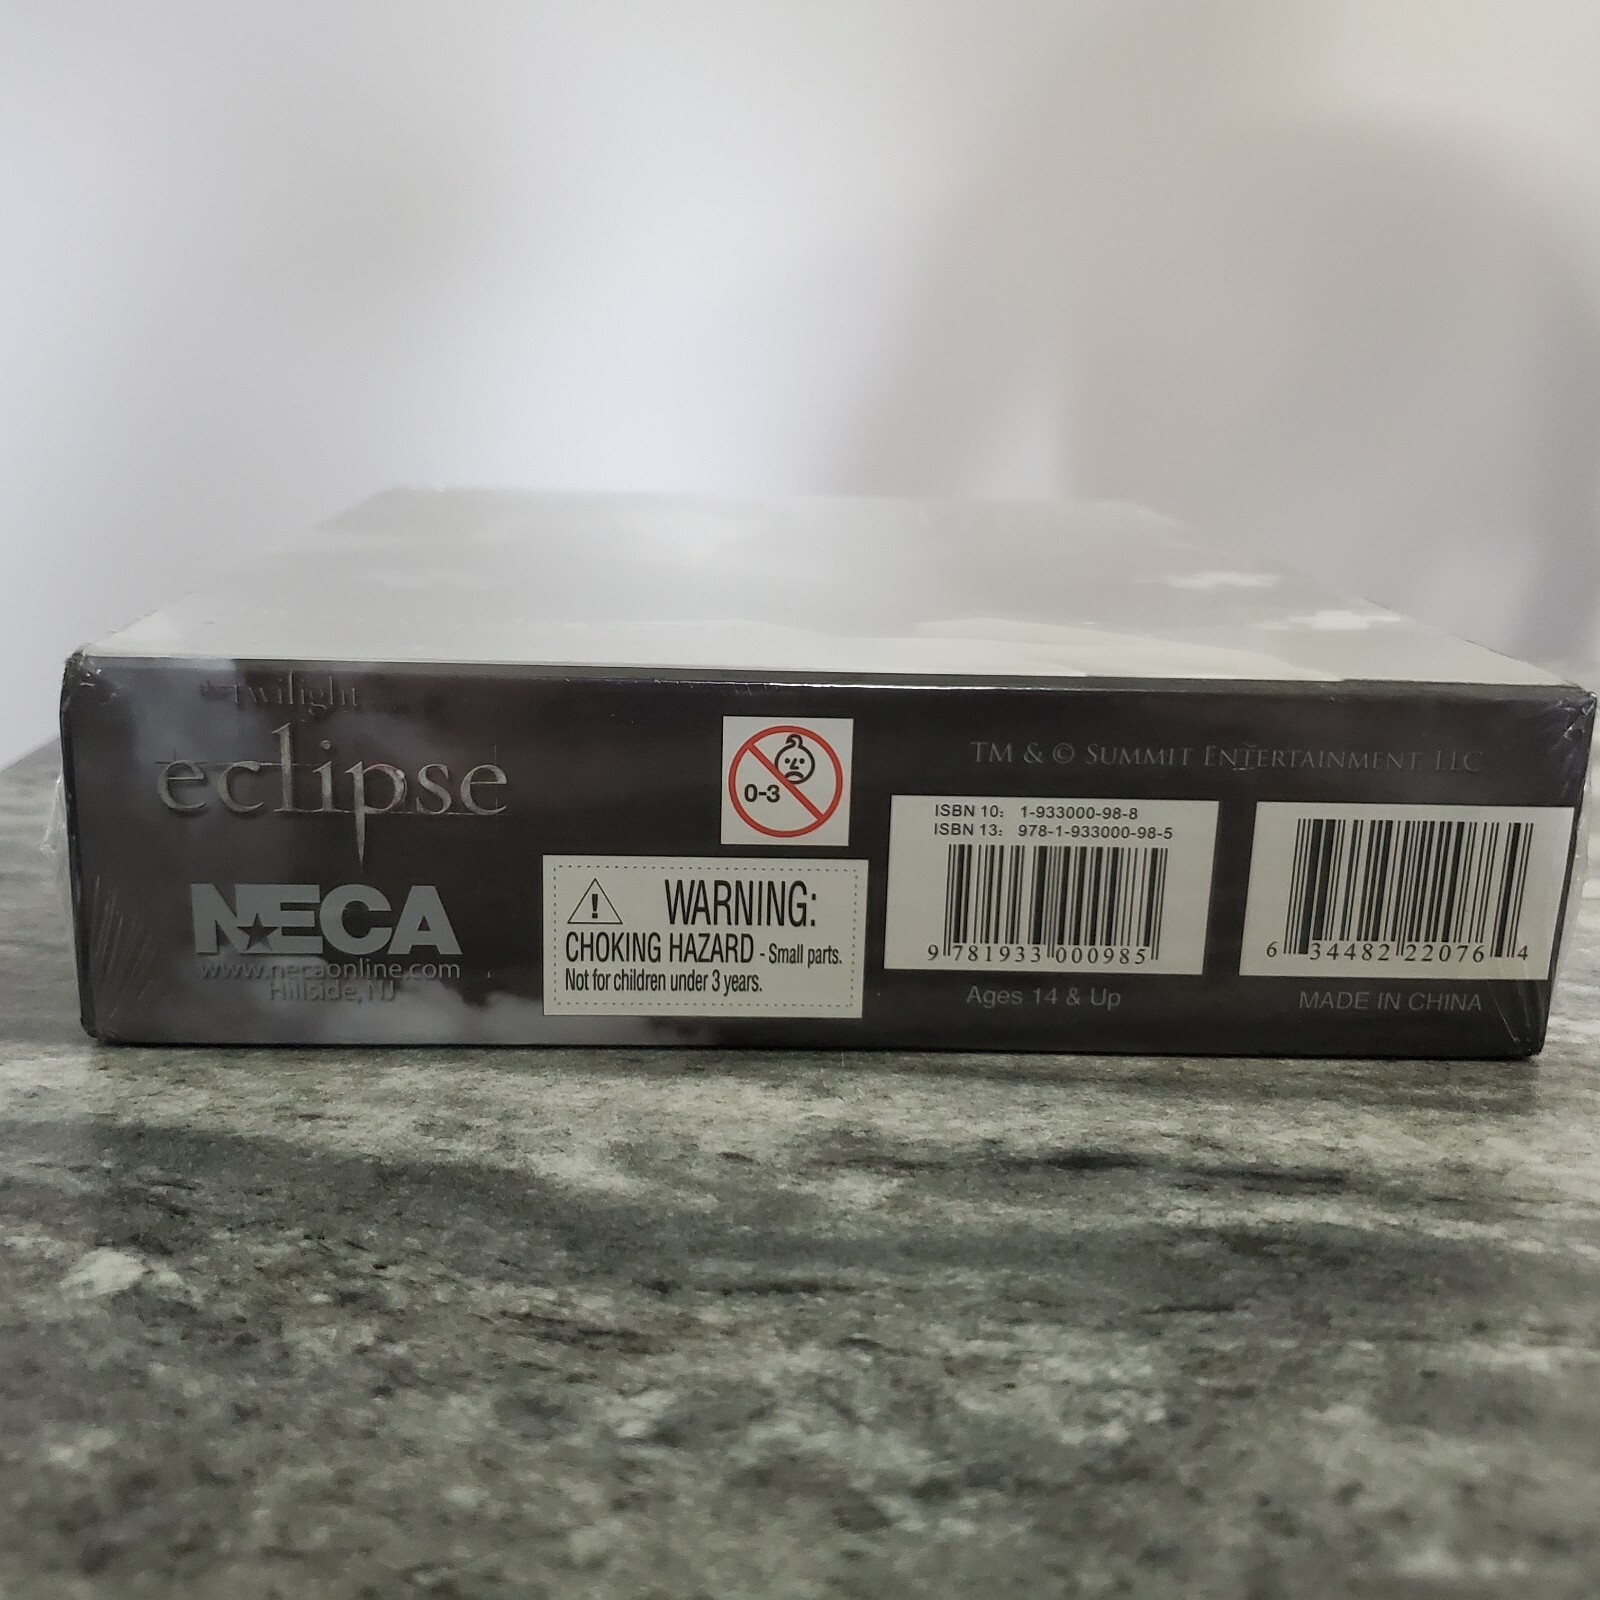 the twilight
eclipse
NECA
www.necaonline.com
Hillside, NJ
0-3
WARNING:
CHOKING HAZARD - Small parts.
Not for children under 3 years.
TM & © SUMMIT ENTERTAINMENT LLC
ISBN 10: 1-933000-98-8
ISBN 13: 978-1-933000-98-5
9 781933 000985
Ages 14 & Up
6 34482 22076 4
MADE IN CHINA